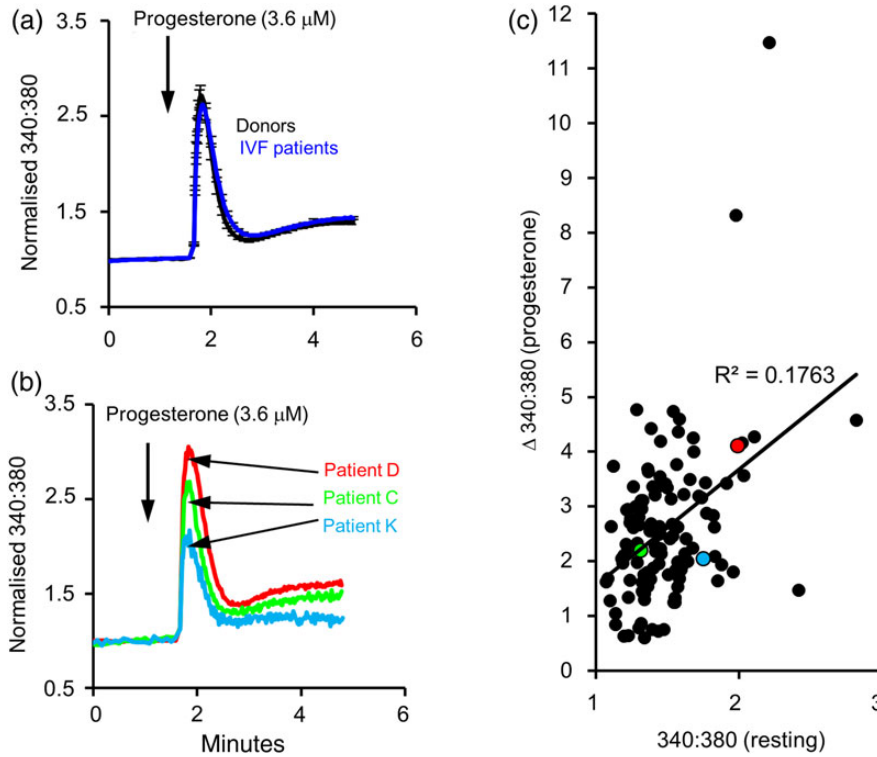 (a)
Progesterone (3.6 μM)
Normalised 340:380
3.5
2.5
1.5
0.5
Donors
IVF patients
0
2
4
6
(b)
Progesterone (3.6 μM)
Normalised 340:380
3.5
2.5
1.5
0.5
Patient D
Patient C
Patient K
0
2
4
6
Minutes
(c)
Δ 340:380 (progesterone)
12
11
10
9
8
7
6
5
4
3
2
1
0
R² = 0.1763
1
2
3
340:380 (resting)